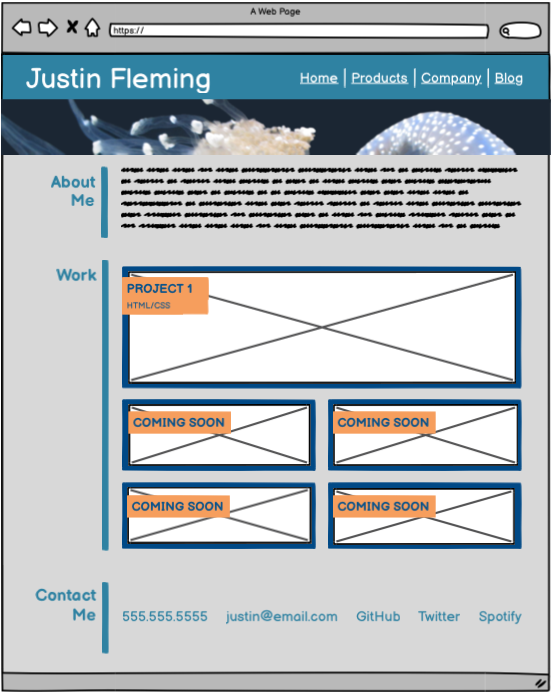 A Web Page
https://
Justin Fleming
Home | Products | Company | Blog
About
Me
Work
PROJECT 1
HTML/CSS
COMING SOON
COMING SOON
COMING SOON
COMING SOON
Contact
Me
555.555.5555 justin@email.com GitHub Twitter Spotify